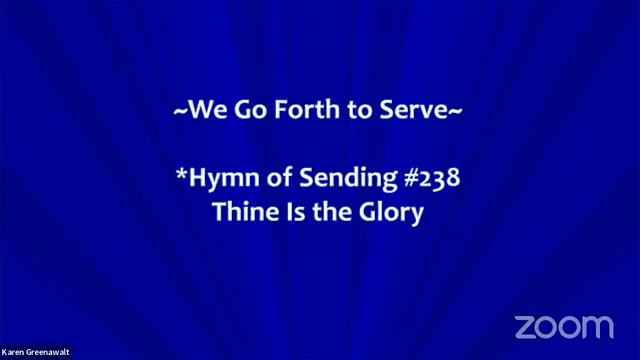 ~We Go Forth to Serve~
*Hymn of Sending #238
Thine Is the Glory
zoom
Karen Greenawalt